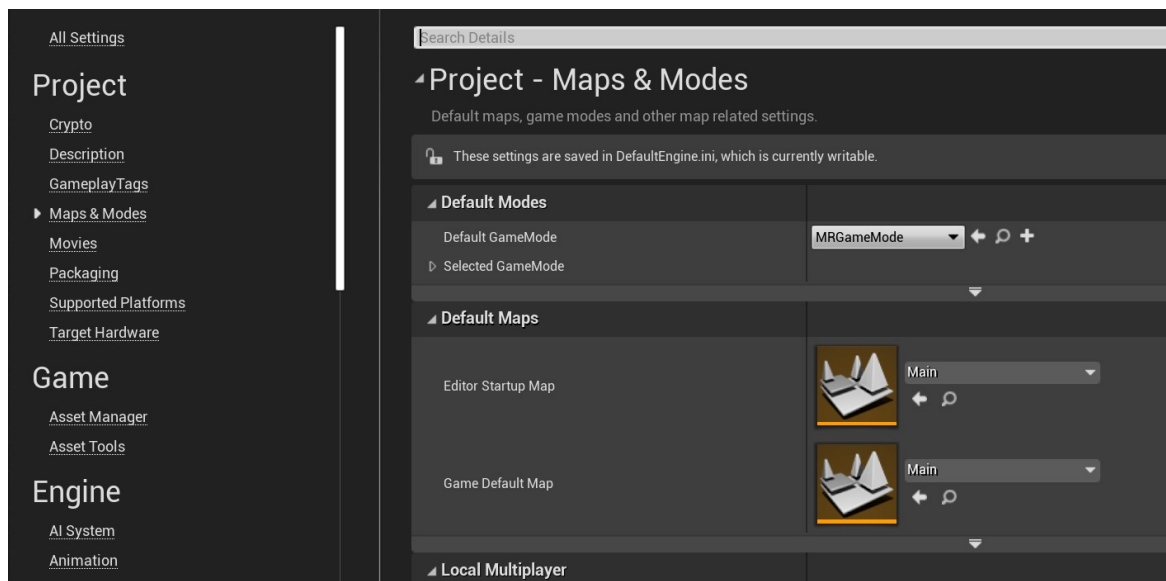 All Settings
Project
Crypto
Description
GameplayTags
Maps & Modes
Movies
Packaging
Supported Platforms
Target Hardware
Game
Asset Manager
Asset Tools
Engine
AI System
Animation
Search Details
Project - Maps & Modes
Default maps, game modes and other map related settings.
These settings are saved in DefaultEngine.ini, which is currently writable.
Default Modes
Default GameMode
MRGameMode
Selected GameMode
Default Maps
Editor Startup Map
Main
Game Default Map
Main
Local Multiplayer